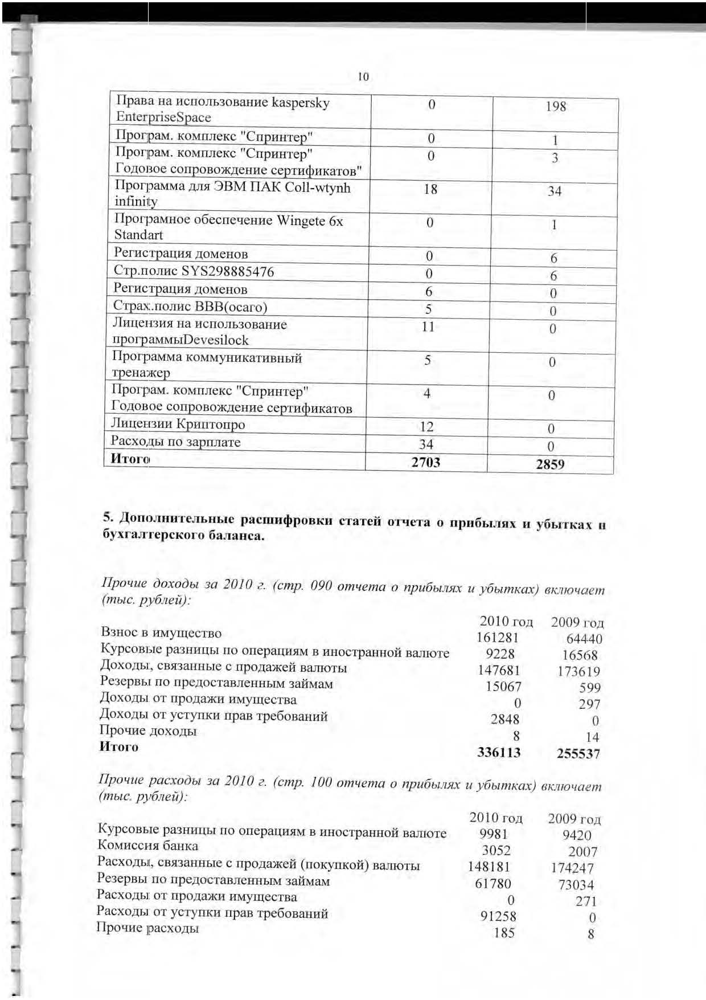 10
Права на использование kaspersky 0 198
EnterpriseSpace
Програм. комплекс "Спринтер" 0 1
Програм. комплекс "Спринтер" 0 3
Годовое сопровождение сертификатов"
Программа для ЭВМ ПАК Coll-wtynh 18 34
infinity
Програмное обеспечение Wingete 6x 0 1
Standart
Регистрация доменов 0 6
Стр.полис SYS298885476 0 6
Регистрация доменов 6 0
Страх.полис ВВВ(осаго) 5 0
Лицензия на использование 11 0
программыDevesilock
Программа коммуникативный 5 0
тренажер
Програм. комплекс "Спринтер" 4 0
Годовое сопровождение сертификатов
Лицензии Криптопро 12 0
Расходы по зарплате 34 0
Итого 2703 2859
5. Дополнительные расшифровки статей отчета о прибылях и убытках и
бухгалтерского баланса.
Прочие доходы за 2010 г. (стр. 090 отчета о прибылях и убытках) включает
(тыс. рублей):
2010 год 2009 год
Взнос в имущество 161281 64440
Курсовые разницы по операциям в иностранной валюте 9228 16568
Доходы, связанные с продажей валюты 147681 173619
Резервы по предоставленным займам 15067 599
Доходы от продажи имущества 0 297
Доходы от уступки прав требований 2848 0
Прочие доходы 8 14
Итого 336113 255537
Прочие расходы за 2010 г. (стр. 100 отчета о прибылях и убытках) включает
(тыс. рублей):
2010 год 2009 год
Курсовые разницы по операциям в иностранной валюте 9981 9420
Комиссия банка 3052 2007
Расходы, связанные с продажей (покупкой) валюты 148181 174247
Резервы по предоставленным займам 61780 73034
Расходы от продажи имущества 0 271
Расходы от уступки прав требований 91258 0
Прочие расходы 185 8